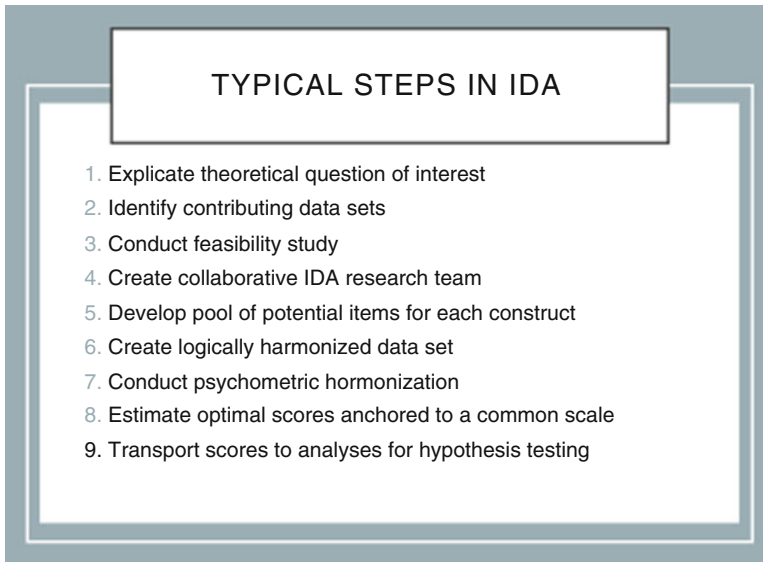 TYPICAL STEPS IN IDA
1. Explicate theoretical question of interest
2. Identify contributing data sets
3. Conduct feasibility study
4. Create collaborative IDA research team
5. Develop pool of potential items for each construct
6. Create logically harmonized data set
7. Conduct psychometric hormonization
8. Estimate optimal scores anchored to a common scale
9. Transport scores to analyses for hypothesis testing